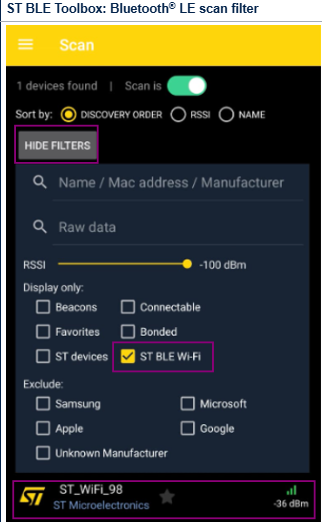 ST BLE Toolbox: Bluetooth® LE scan filter
Scan
1 devices found | Scan is
Sort by: DISCOVERY ORDER RSSI NAME
HIDE FILTERS
Name / Mac address / Manufacturer
Raw data
RSSI -100 dBm
Display only:
Beacons Connectable
Favorites Bonded
ST devices ST BLE Wi-Fi
Exclude:
Samsung Microsoft
Apple Google
Unknown Manufacturer
ST_WiFi_98
ST Microelectronics -36 dBm